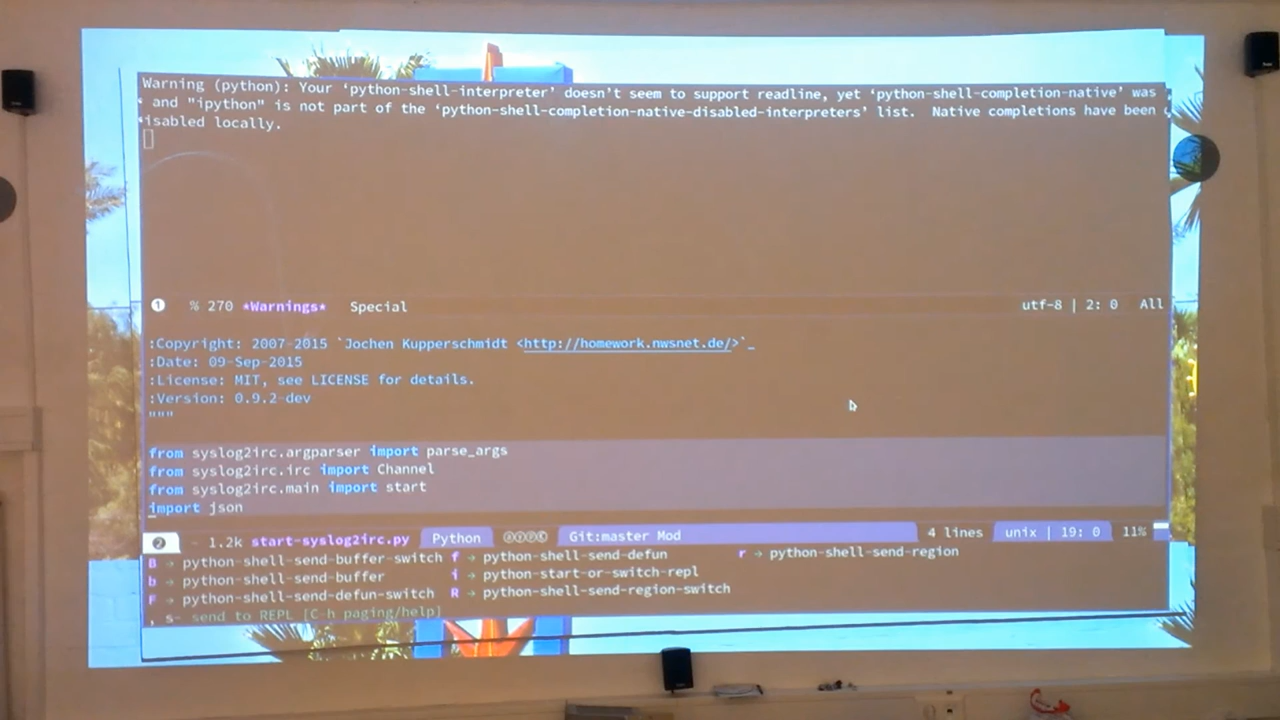 Warning (python): Your ‘python-shell-interpreter’ doesn’t seem to support readline, yet ‘python-shell-completion-native’ was
and "ipython" is not part of the ‘python-shell-completion-native-disabled-interpreters’ list.  Native completions have been
isabled locally.
❶ % 270 *Warnings* Special utf-8 | 2: 0 All
:Copyright: 2007-2015 `Jochen Kupperschmidt <http://homework.nwsnet.de/>`_
:Date: 09-Sep-2015
:License: MIT, see LICENSE for details.
:Version: 0.9.2-dev
"""
from syslog2irc.argparser import parse_args
from syslog2irc.irc import Channel
from syslog2irc.main import start
import json
❷ - 1.2k start-syslog2irc.py Python Git:master Mod 4 lines unix | 19: 0 11%
B → python-shell-send-buffer-switch f → python-shell-send-defun r → python-shell-send-region
b → python-shell-send-buffer i → python-start-or-switch-repl
F → python-shell-send-defun-switch R → python-shell-send-region-switch
, s- send to REPL [C-h paging/help]